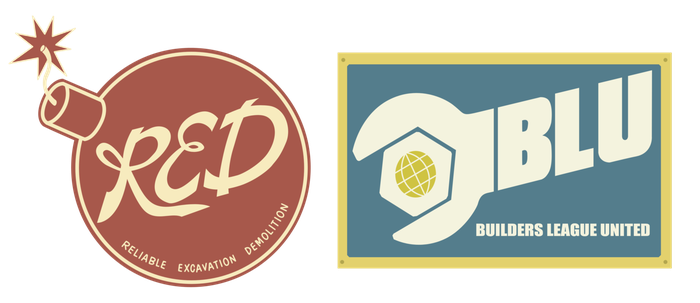 RED
RELIABLE EXCAVATION DEMOLITION
BLU
BUILDERS LEAGUE UNITED